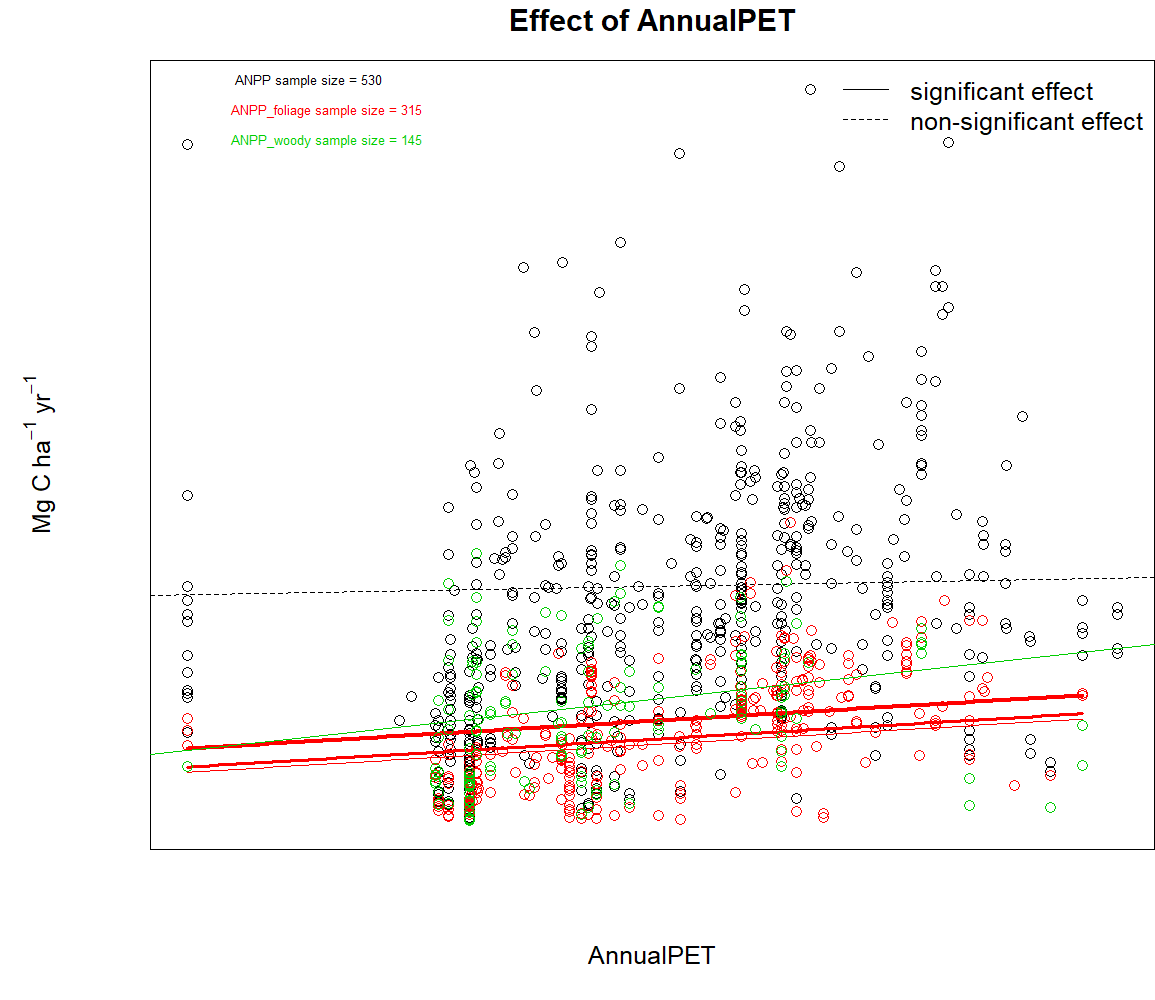 Effect of AnnualPET
ANPP sample size = 530
ANPP_foliage sample size = 315
ANPP_woody sample size = 145
significant effect
non-significant effect
Mg C ha⁻¹ yr⁻¹
AnnualPET